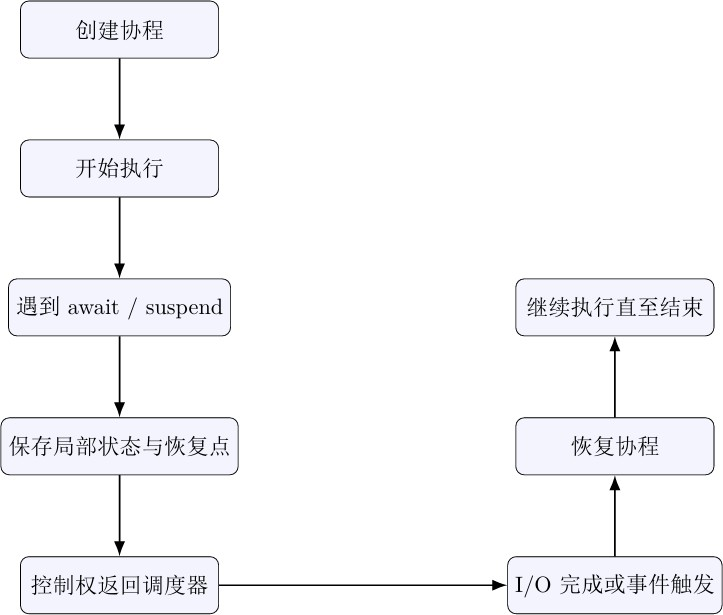 创建协程
开始执行
遇到 await / suspend
保存局部状态与恢复点
控制权返回调度器
I/O 完成或事件触发
恢复协程
继续执行直至结束